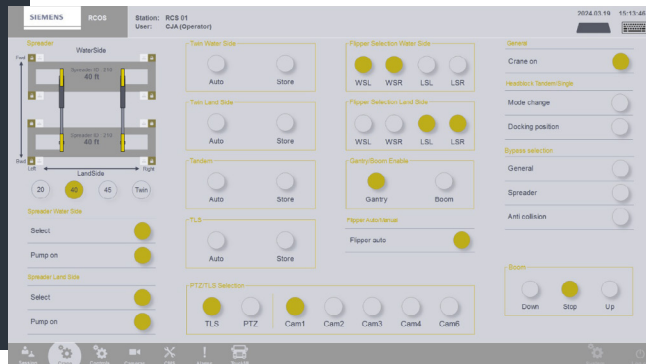 SIEMENS
RCOS
Station: RCS 01
User: CJA (Operator)
2024.03.19 15:13:46
Spreader
WaterSide
40 ft
40 ft
Left
Right
LandSide
20 40 45 Twin
Spreader Water Side
Select
Pump on
Spreader Land Side
Select
Pump on
Twin Water Side
Auto Store
Twin Land Side
Auto Store
Tandem
Auto Store
TLS
Auto Store
PTZ/TLS Selection
TLS PTZ Cam1 Cam2 Cam3 Cam4 Cam6
Flipper Selection Water Side
WSL WSR LSL LSR
Flipper Selection Land Side
WSL WSR LSL LSR
Gantry/Boom Enable
Gantry Boom
Flipper Auto/Manual
Flipper auto
General
Crane on
Headblock Tandem/Single
Mode change
Docking position
Bypass selection
General
Spreader
Anti collision
Boom
Down Stop Up